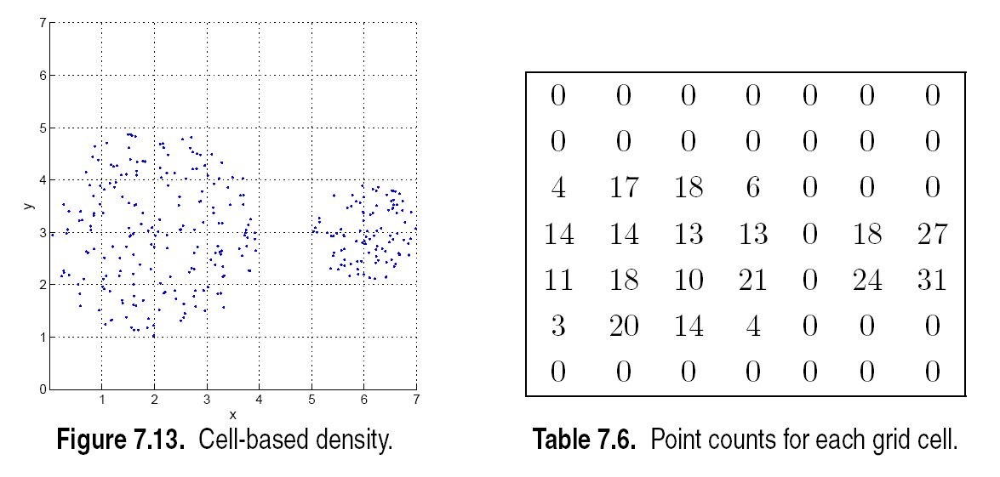 7
6
5
4
3
2
1
0
y
1 2 3 4 5 6 7
x
Figure 7.13. Cell-based density.
0 0 0 0 0 0 0
0 0 0 0 0 0 0
4 17 18 6 0 0 0
14 14 13 13 0 18 27
11 18 10 21 0 24 31
3 20 14 4 0 0 0
0 0 0 0 0 0 0
Table 7.6. Point counts for each grid cell.